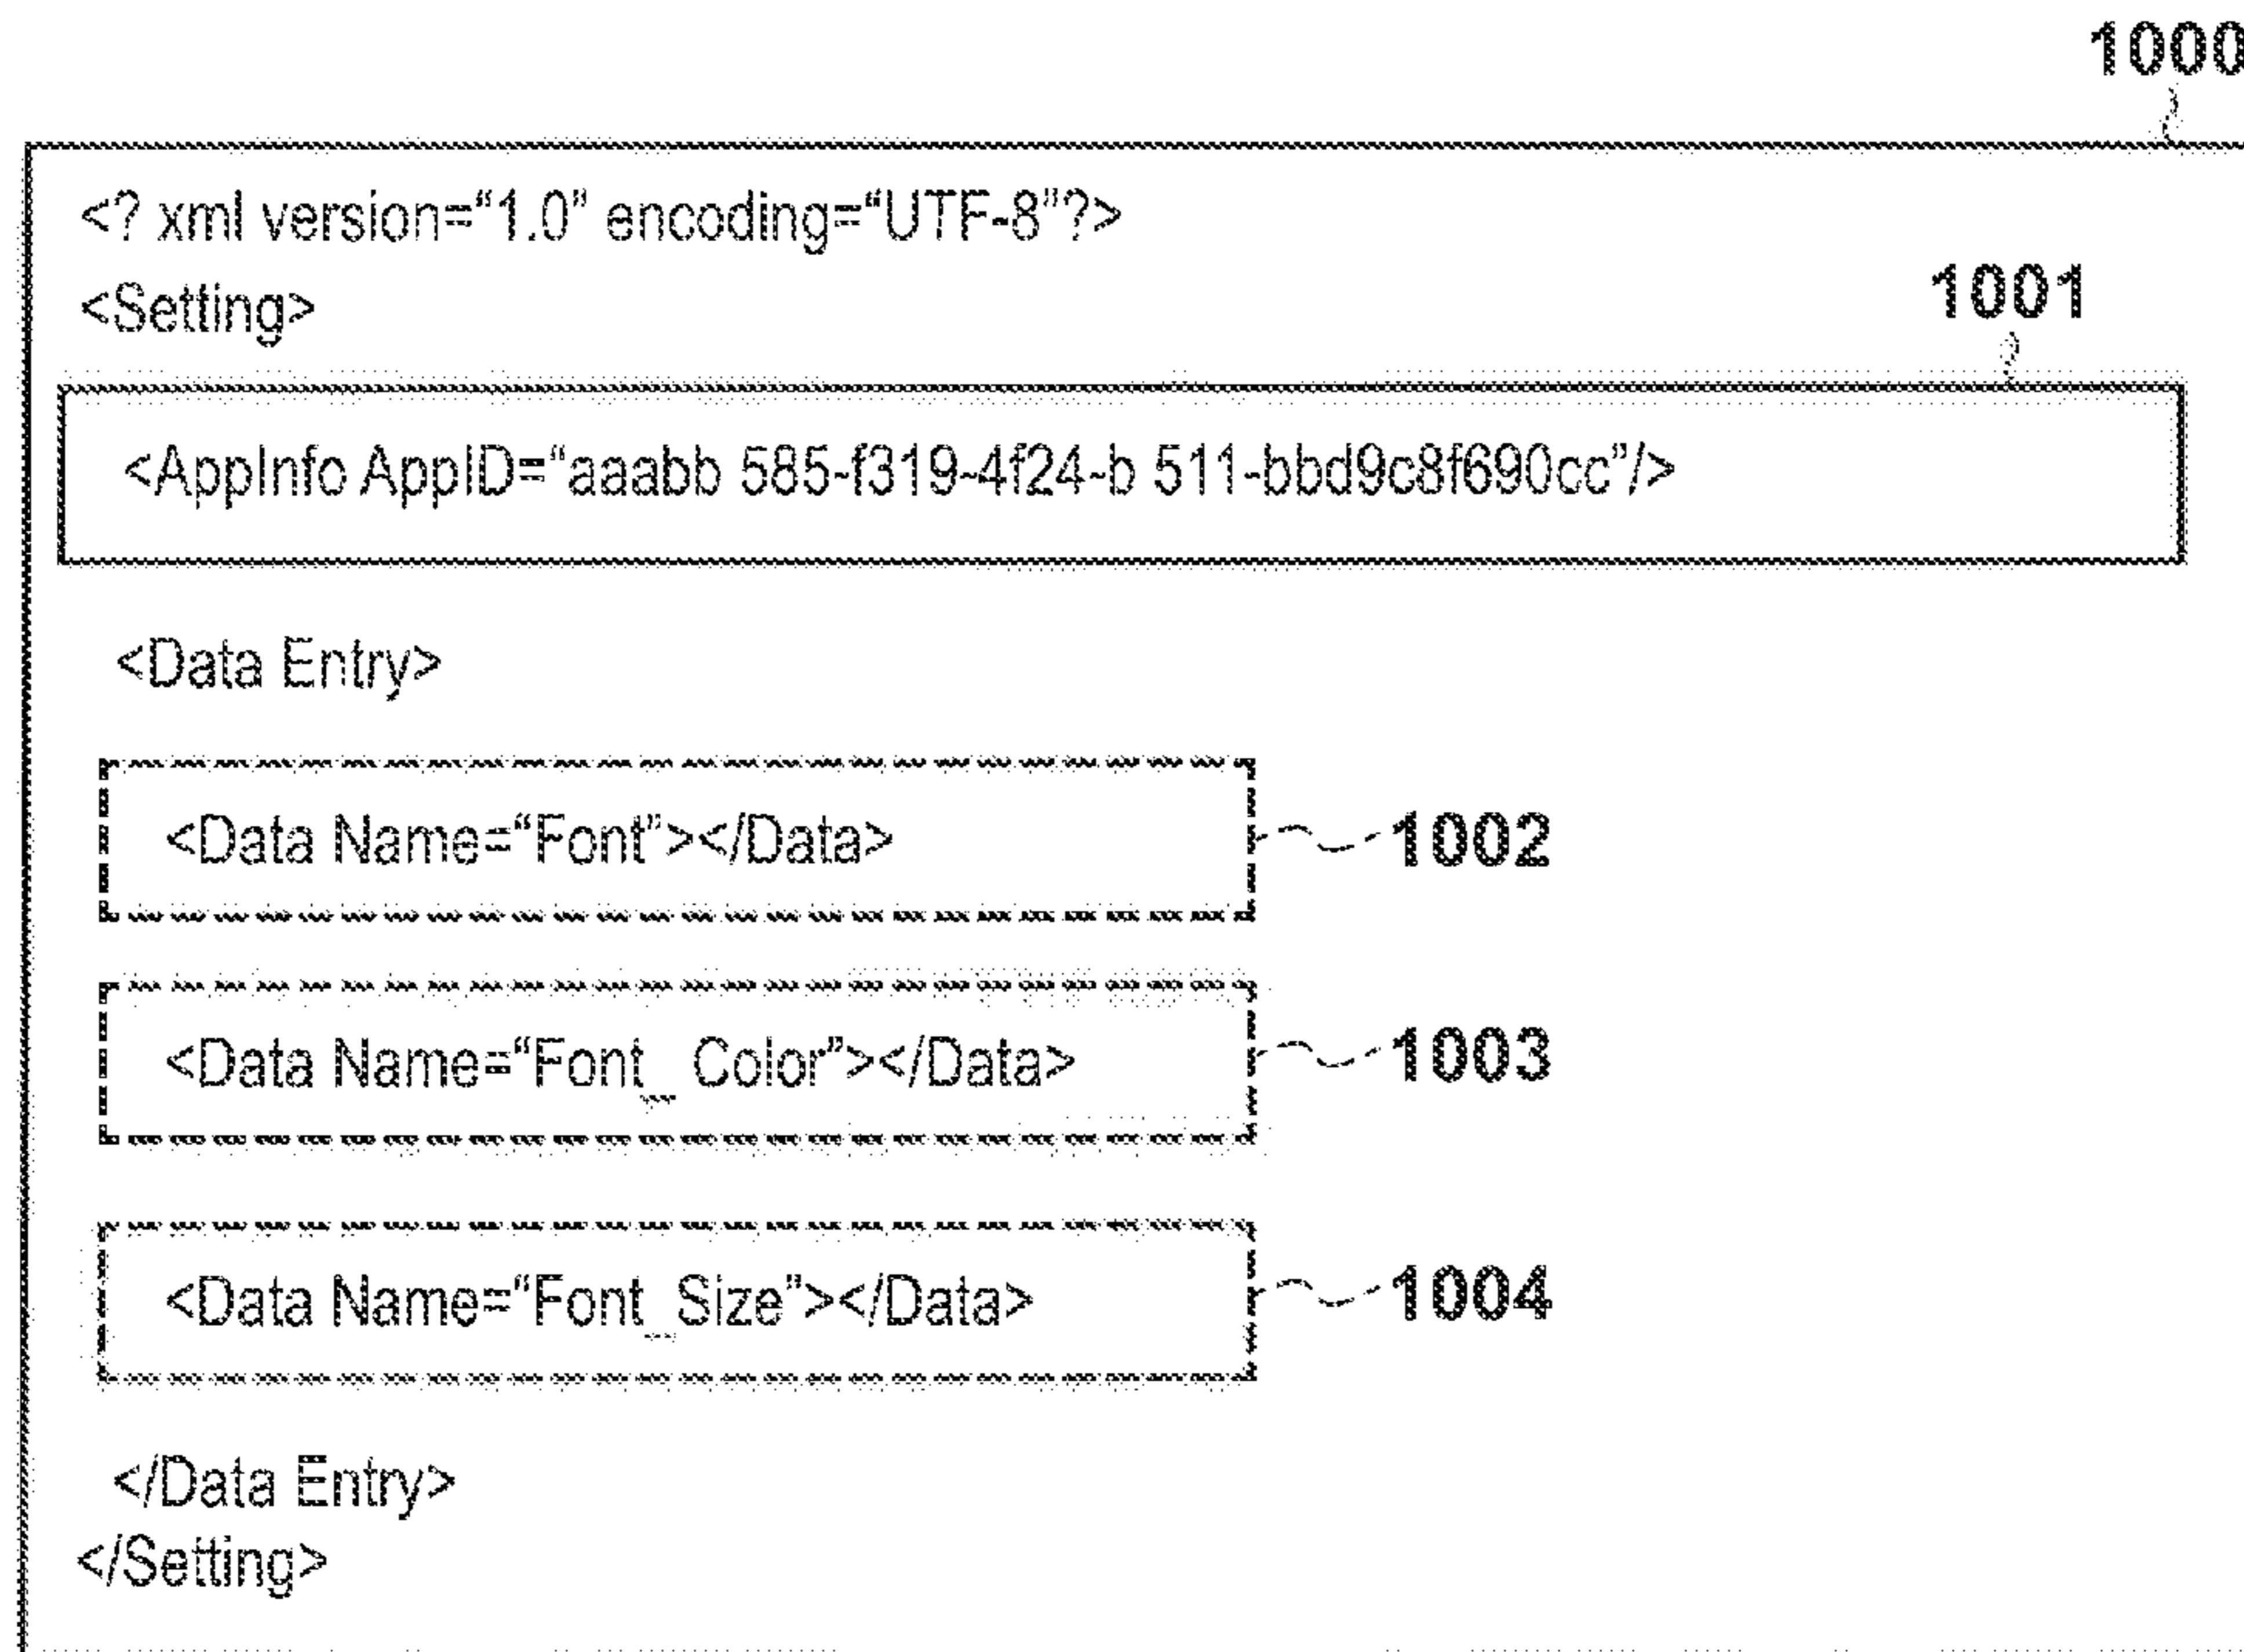 1000
<? xml version=“1.0” encoding=“UTF-8”?>
<Setting>
1001
<AppInfo AppID=“aaabb 585-f319-4f24-b 511-bbd9c8f690cc”/>
<Data Entry>
<Data Name=“Font”></Data>
1002
<Data Name=“Font_ Color”></Data>
1003
<Data Name=“Font_Size”></Data>
1004
</Data Entry>
</Setting>